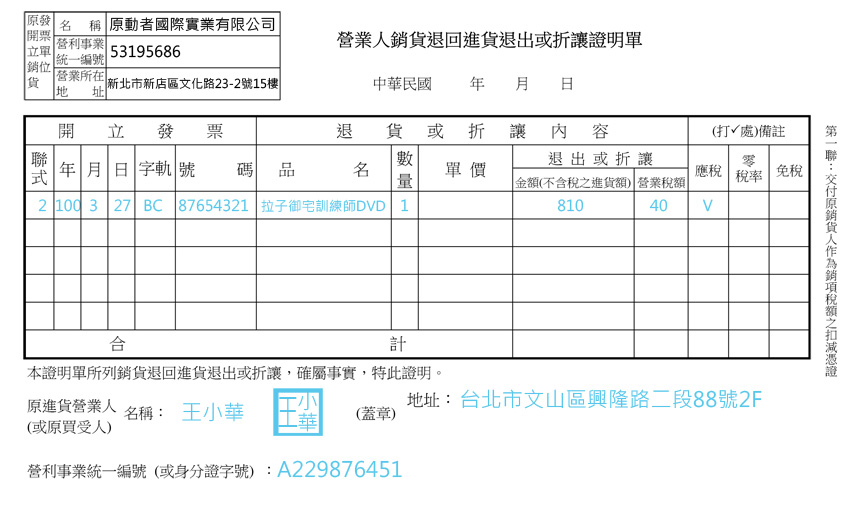 原發
開票
立單
銷位
貨
名 稱 原動者國際實業有限公司
營利事業
統一編號 53195686
營業所在
地 址 新北市新店區文化路23-2號15樓
營業人銷貨退回進貨退出或折讓證明單
中華民國 年 月 日
開 立 發 票 退 貨 或 折 讓 內 容 (打✓處)備註
聯式 年 月 日 字軌 號 碼 品 名 數量 單 價 退 出 或 折 讓 應稅 零稅率 免稅
金額(不含稅之進貨額) 營業稅額
2 100 3 27 BC 87654321 拉子御宅訓練師DVD 1 810 40 V
合 計
第一聯：交付原銷貨人作為銷項稅額之扣減憑證
本證明單所列銷貨退回進貨退出或折讓，確屬事實，特此證明。
原進貨營業人 名稱： 王小華 王小華 (蓋章) 地址： 台北市文山區興隆路二段88號2F
(或原買受人)
營利事業統一編號 (或身分證字號) ：A229876451